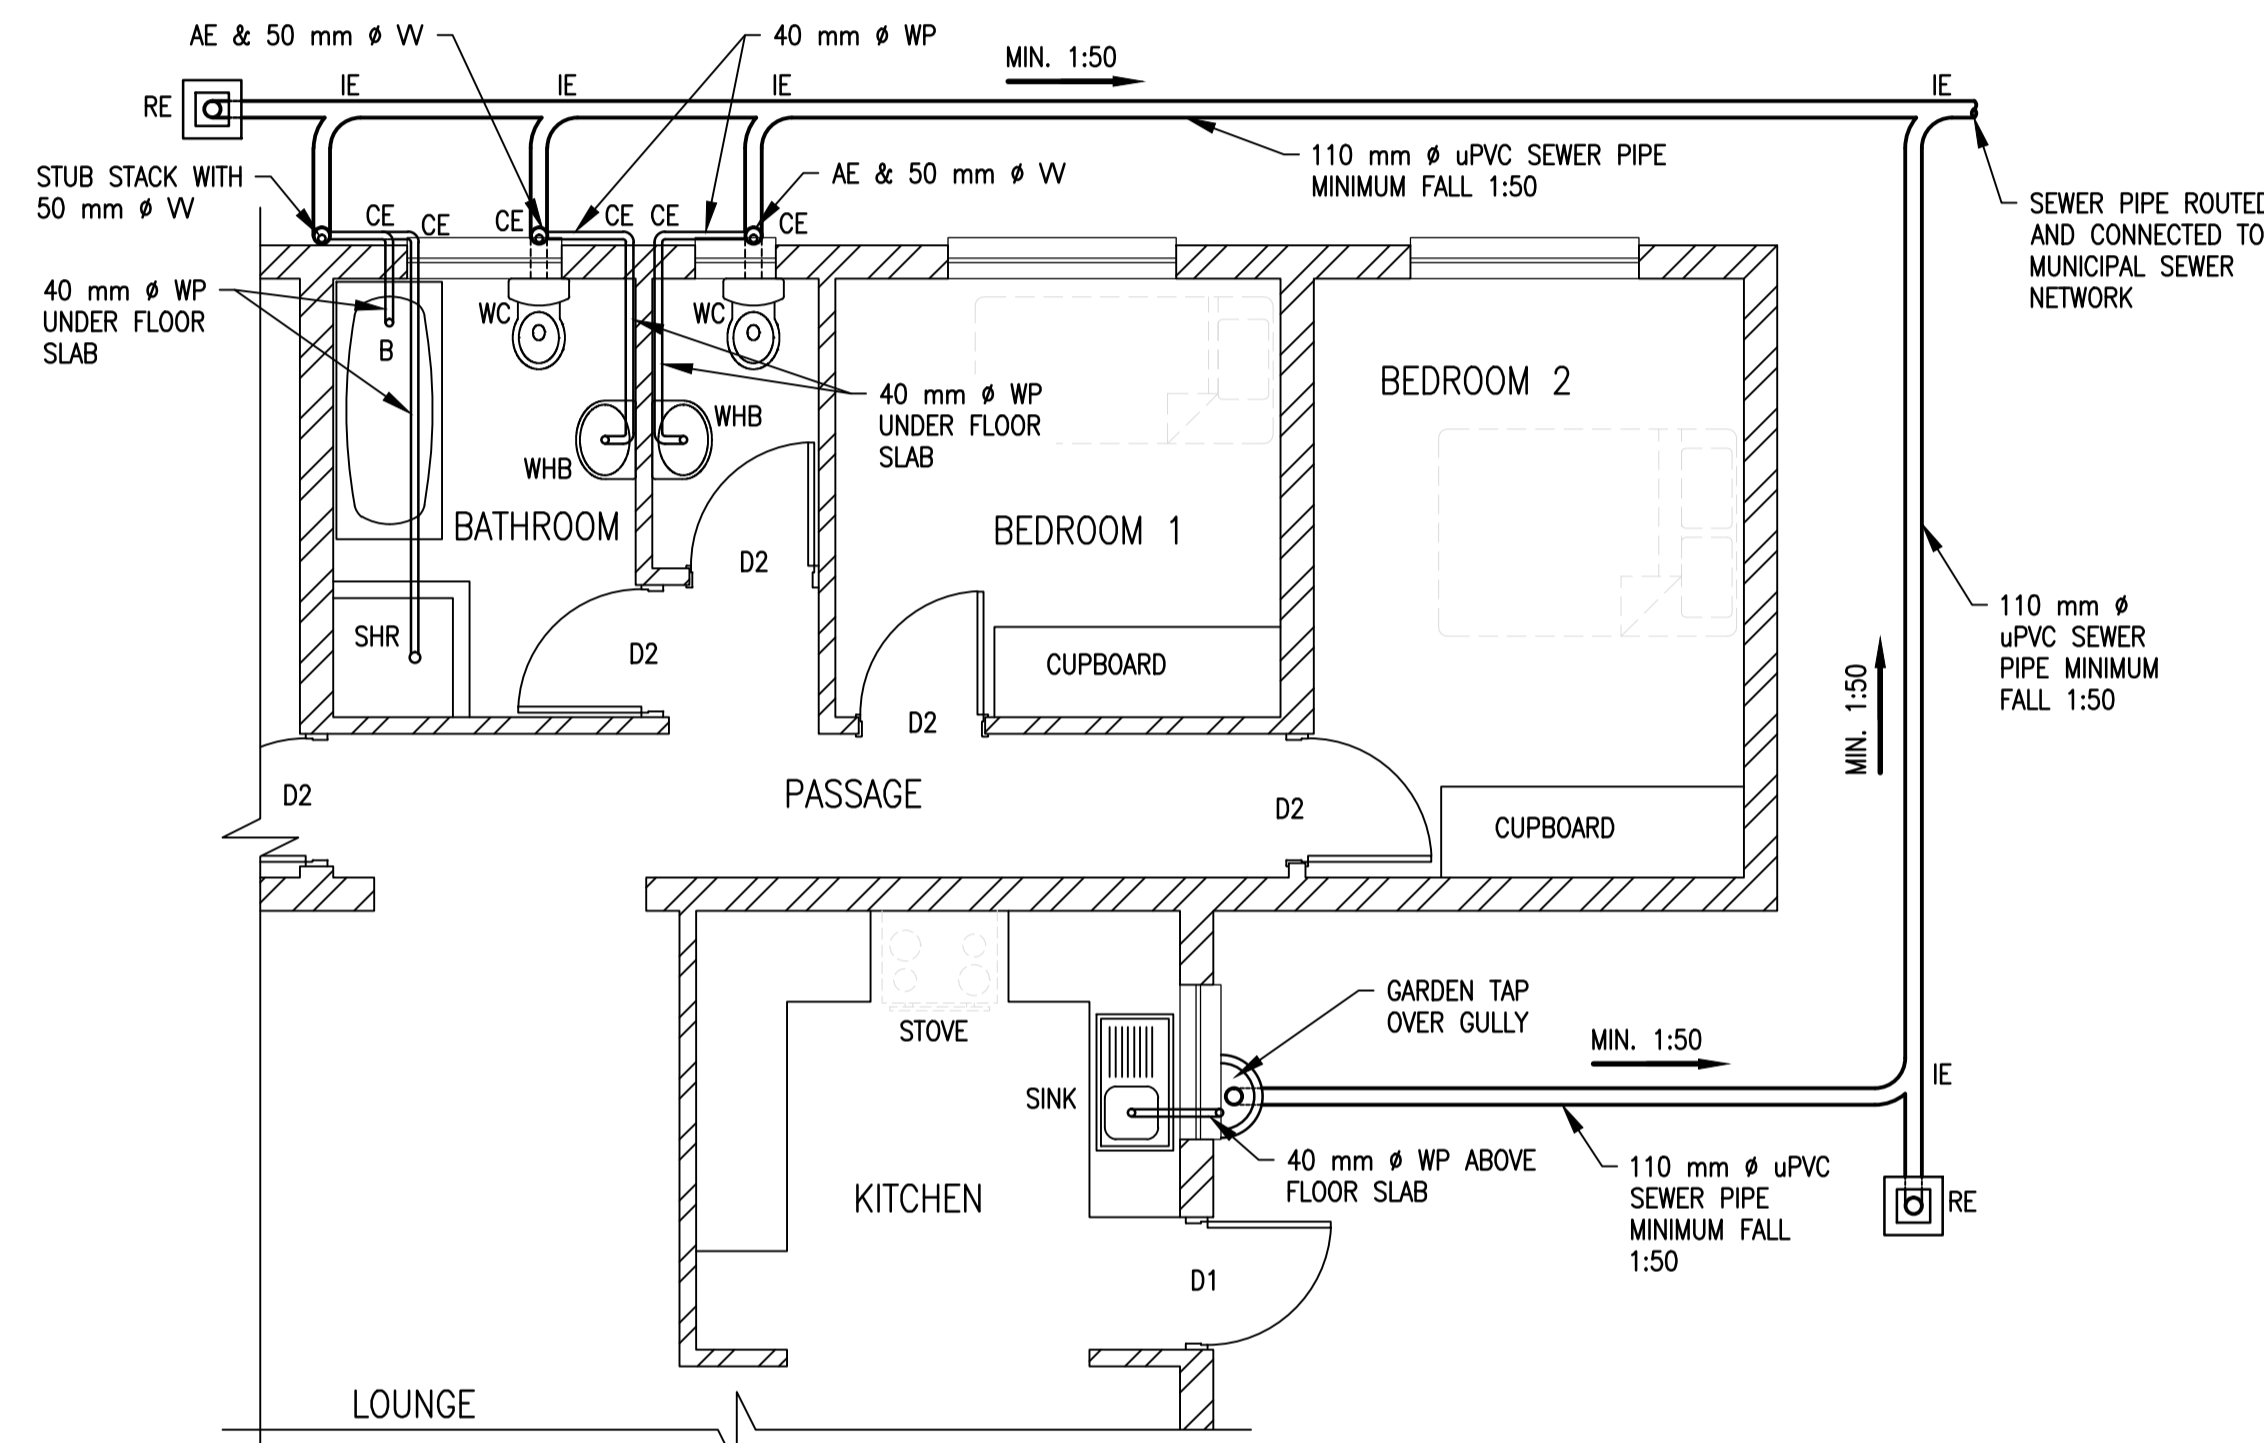 AE & 50 mm ø VV
40 mm ø WP
MIN. 1:50
IE
IE
IE
IE
RE
110 mm ø uPVC SEWER PIPE
MINIMUM FALL 1:50
STUB STACK WITH
50 mm ø VV
AE & 50 mm ø VV
SEWER PIPE ROUTED
AND CONNECTED TO
MUNICIPAL SEWER
NETWORK
CE
CE
CE
CE
CE
CE
40 mm ø WP
UNDER FLOOR
SLAB
B
WC
WC
WHB
WHB
40 mm ø WP
UNDER FLOOR
SLAB
BATHROOM
BEDROOM 1
BEDROOM 2
D2
SHR
D2
CUPBOARD
D2
110 mm ø
uPVC SEWER
PIPE MINIMUM
FALL 1:50
MIN. 1:50
D2
PASSAGE
D2
CUPBOARD
STOVE
GARDEN TAP
OVER GULLY
MIN. 1:50
IE
SINK
40 mm ø WP ABOVE
FLOOR SLAB
110 mm ø uPVC
SEWER PIPE
MINIMUM FALL
1:50
RE
KITCHEN
D1
LOUNGE